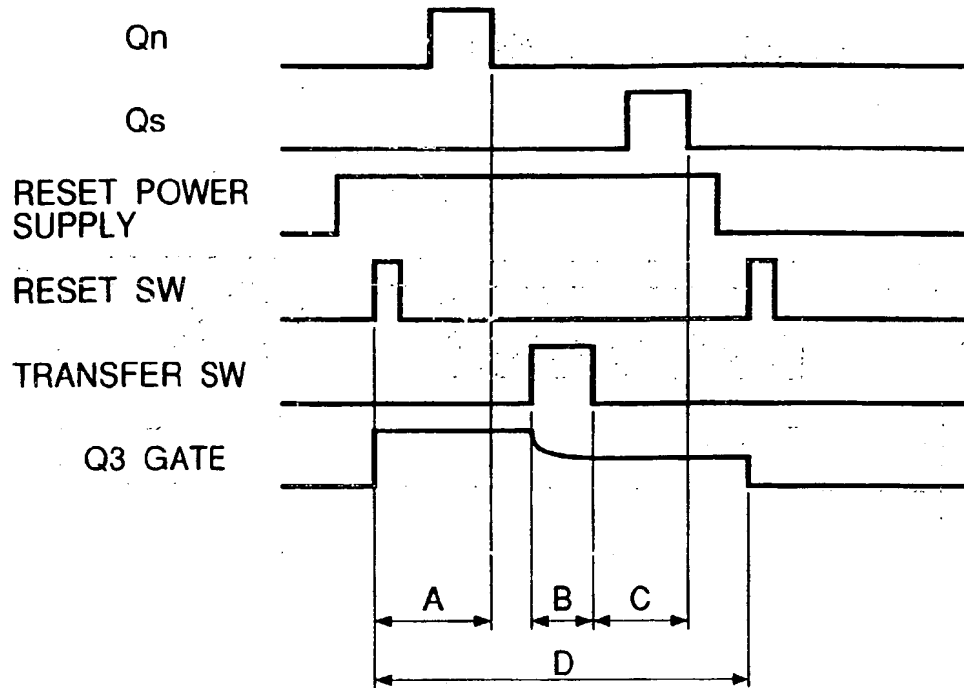 Qn
Qs
RESET POWER
SUPPLY
RESET SW
TRANSFER SW
Q3 GATE
A
B
C
D